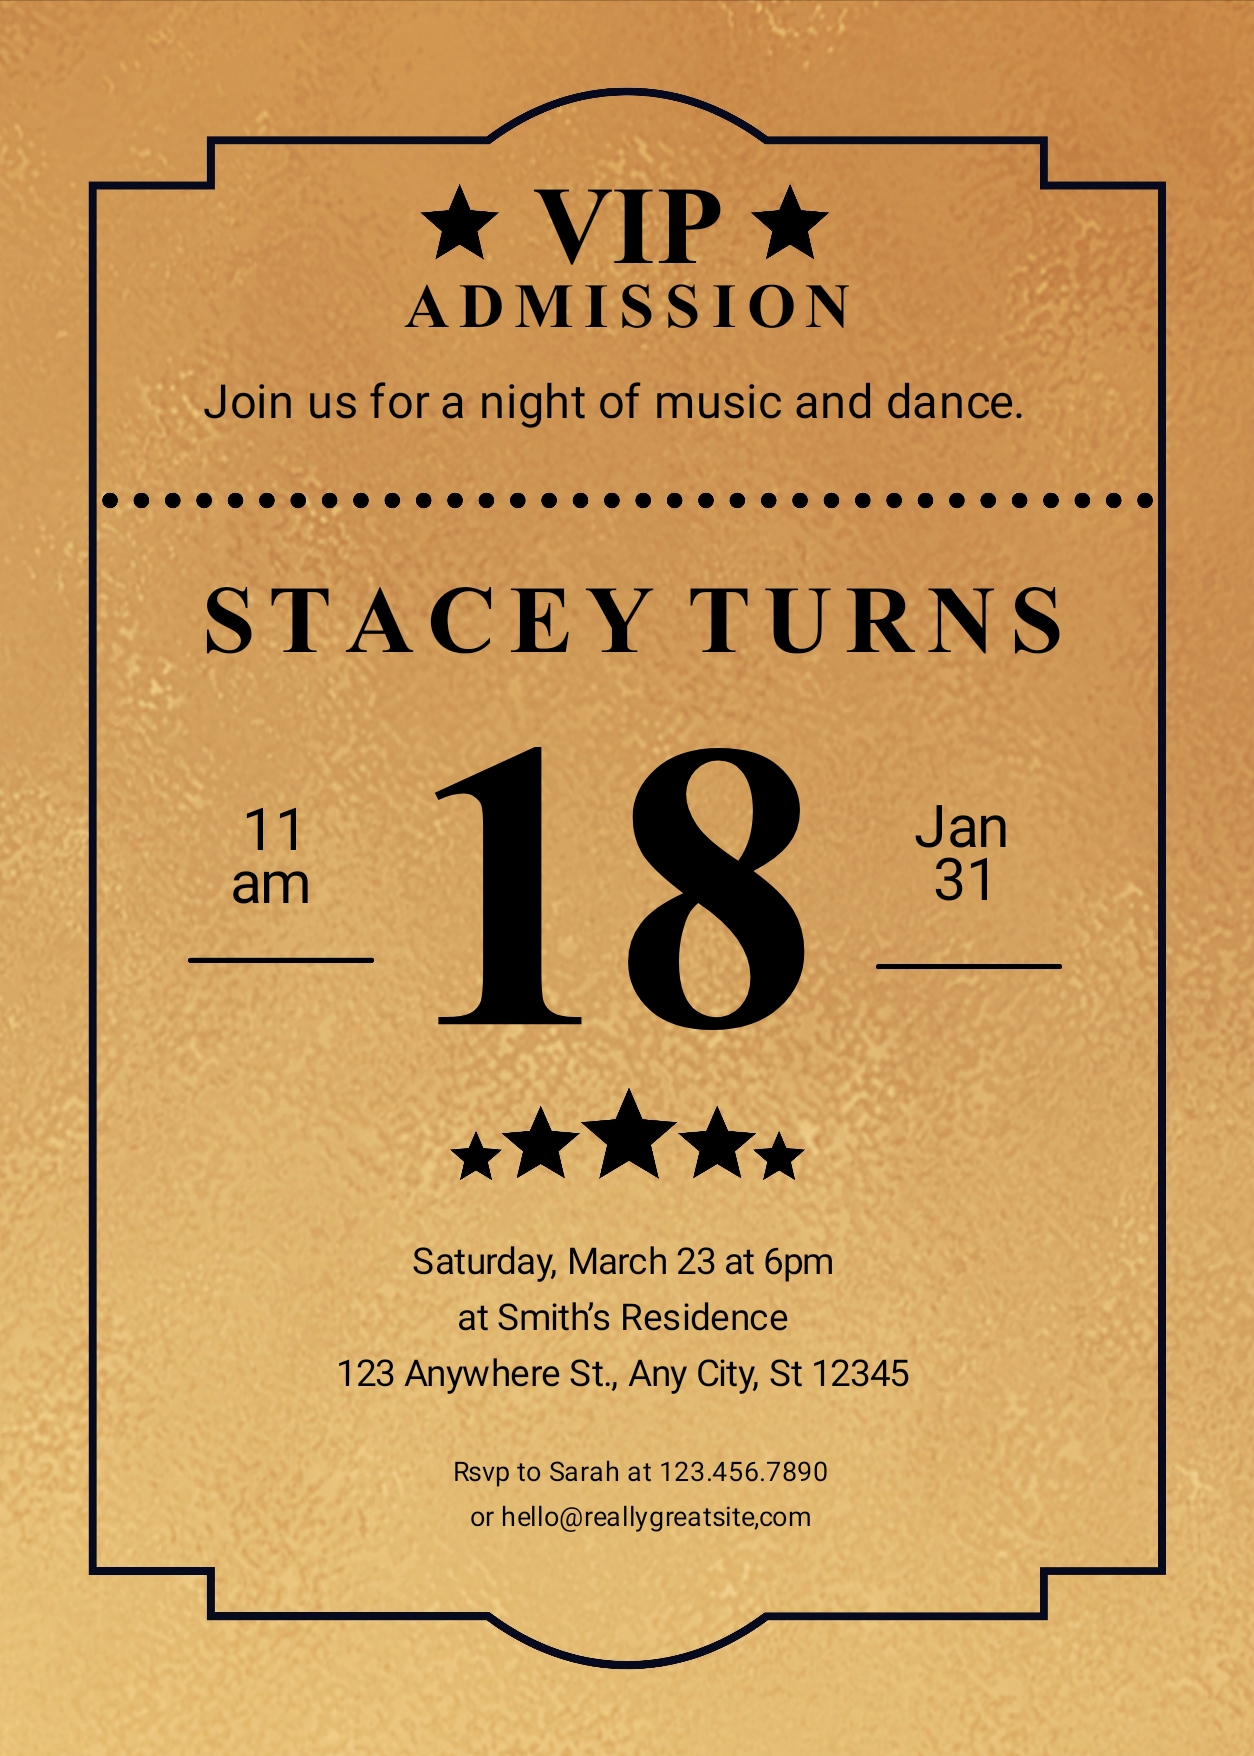 VIP
ADMISSION
Join us for a night of music and dance.
STACEY TURNS
11
am
18
Jan
31
Saturday, March 23 at 6pm
at Smith’s Residence
123 Anywhere St., Any City, St 12345
Rsvp to Sarah at 123.456.7890
or hello@reallygreatsite,com